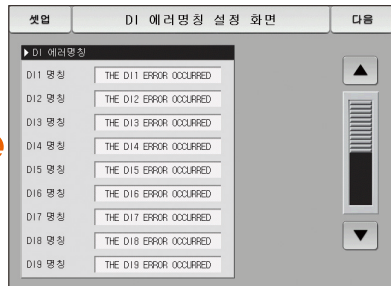 셋업 DI 에러명칭 설정 화면 다음
▶DI 에러명칭
DI1 명칭 THE DI1 ERROR OCCURRED
DI2 명칭 THE DI2 ERROR OCCURRED
DI3 명칭 THE DI3 ERROR OCCURRED
DI4 명칭 THE DI4 ERROR OCCURRED
DI5 명칭 THE DI5 ERROR OCCURRED
DI6 명칭 THE DI6 ERROR OCCURRED
DI7 명칭 THE DI7 ERROR OCCURRED
DI8 명칭 THE DI8 ERROR OCCURRED
DI9 명칭 THE DI9 ERROR OCCURRED
e